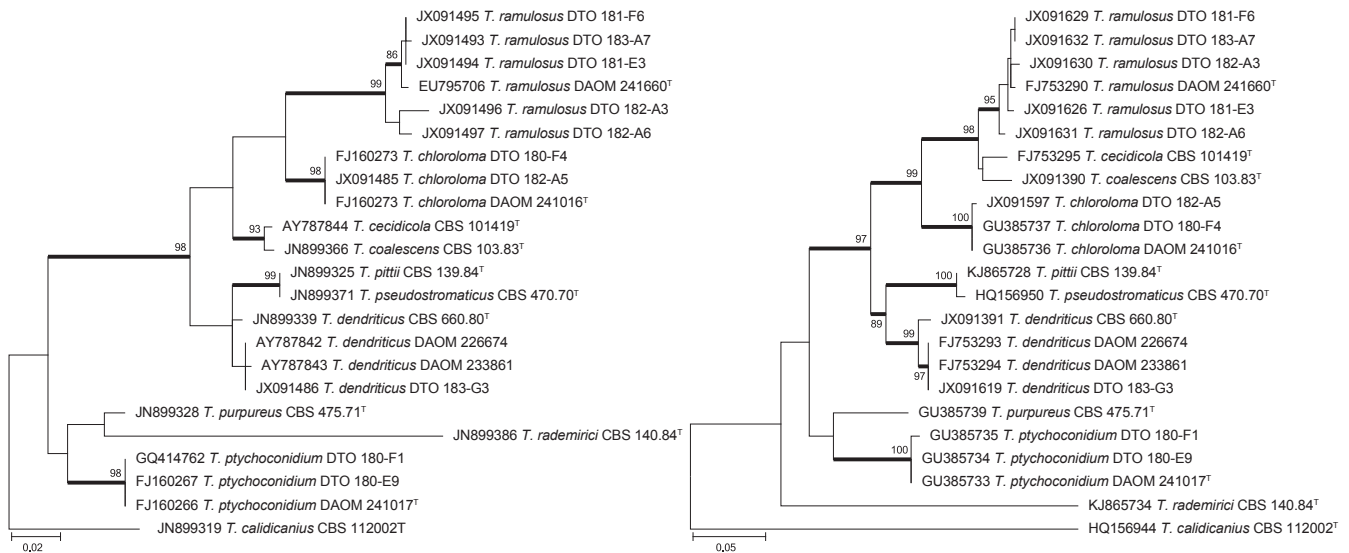 JX091495 T. ramulosus DTO 181-F6
JX091493 T. ramulosus DTO 183-A7
86
JX091494 T. ramulosus DTO 181-E3
99
EU795706 T. ramulosus DAOM 241660ᵀ
JX091496 T. ramulosus DTO 182-A3
JX091497 T. ramulosus DTO 182-A6
FJ160273 T. chloroloma DTO 180-F4
98
JX091485 T. chloroloma DTO 182-A5
FJ160273 T. chloroloma DAOM 241016ᵀ
AY787844 T. cecidicola CBS 101419ᵀ
93
JN899366 T. coalescens CBS 103.83ᵀ
98
JN899325 T. pittii CBS 139.84ᵀ
99
JN899371 T. pseudostromaticus CBS 470.70ᵀ
JN899339 T. dendriticus CBS 660.80ᵀ
AY787842 T. dendriticus DAOM 226674
AY787843 T. dendriticus DAOM 233861
JX091486 T. dendriticus DTO 183-G3
JN899328 T. purpureus CBS 475.71ᵀ
JN899386 T. rademirici CBS 140.84ᵀ
GQ414762 T. ptychoconidium DTO 180-F1
98
FJ160267 T. ptychoconidium DTO 180-E9
FJ160266 T. ptychoconidium DAOM 241017ᵀ
JN899319 T. calidicanius CBS 112002T
0.02
JX091629 T. ramulosus DTO 181-F6
JX091632 T. ramulosus DTO 183-A7
JX091630 T. ramulosus DTO 182-A3
FJ753290 T. ramulosus DAOM 241660ᵀ
95
JX091626 T. ramulosus DTO 181-E3
98
JX091631 T. ramulosus DTO 182-A6
FJ753295 T. cecidicola CBS 101419ᵀ
99
JX091390 T. coalescens CBS 103.83ᵀ
JX091597 T. chloroloma DTO 182-A5
100
GU385737 T. chloroloma DTO 180-F4
97
GU385736 T. chloroloma DAOM 241016ᵀ
KJ865728 T. pittii CBS 139.84ᵀ
100
HQ156950 T. pseudostromaticus CBS 470.70ᵀ
89
JX091391 T. dendriticus CBS 660.80ᵀ
99
FJ753293 T. dendriticus DAOM 226674
FJ753294 T. dendriticus DAOM 233861
97
JX091619 T. dendriticus DTO 183-G3
GU385739 T. purpureus CBS 475.71ᵀ
GU385735 T. ptychoconidium DTO 180-F1
100
GU385734 T. ptychoconidium DTO 180-E9
GU385733 T. ptychoconidium DAOM 241017ᵀ
KJ865734 T. rademirici CBS 140.84ᵀ
HQ156944 T. calidicanius CBS 112002ᵀ
0.05